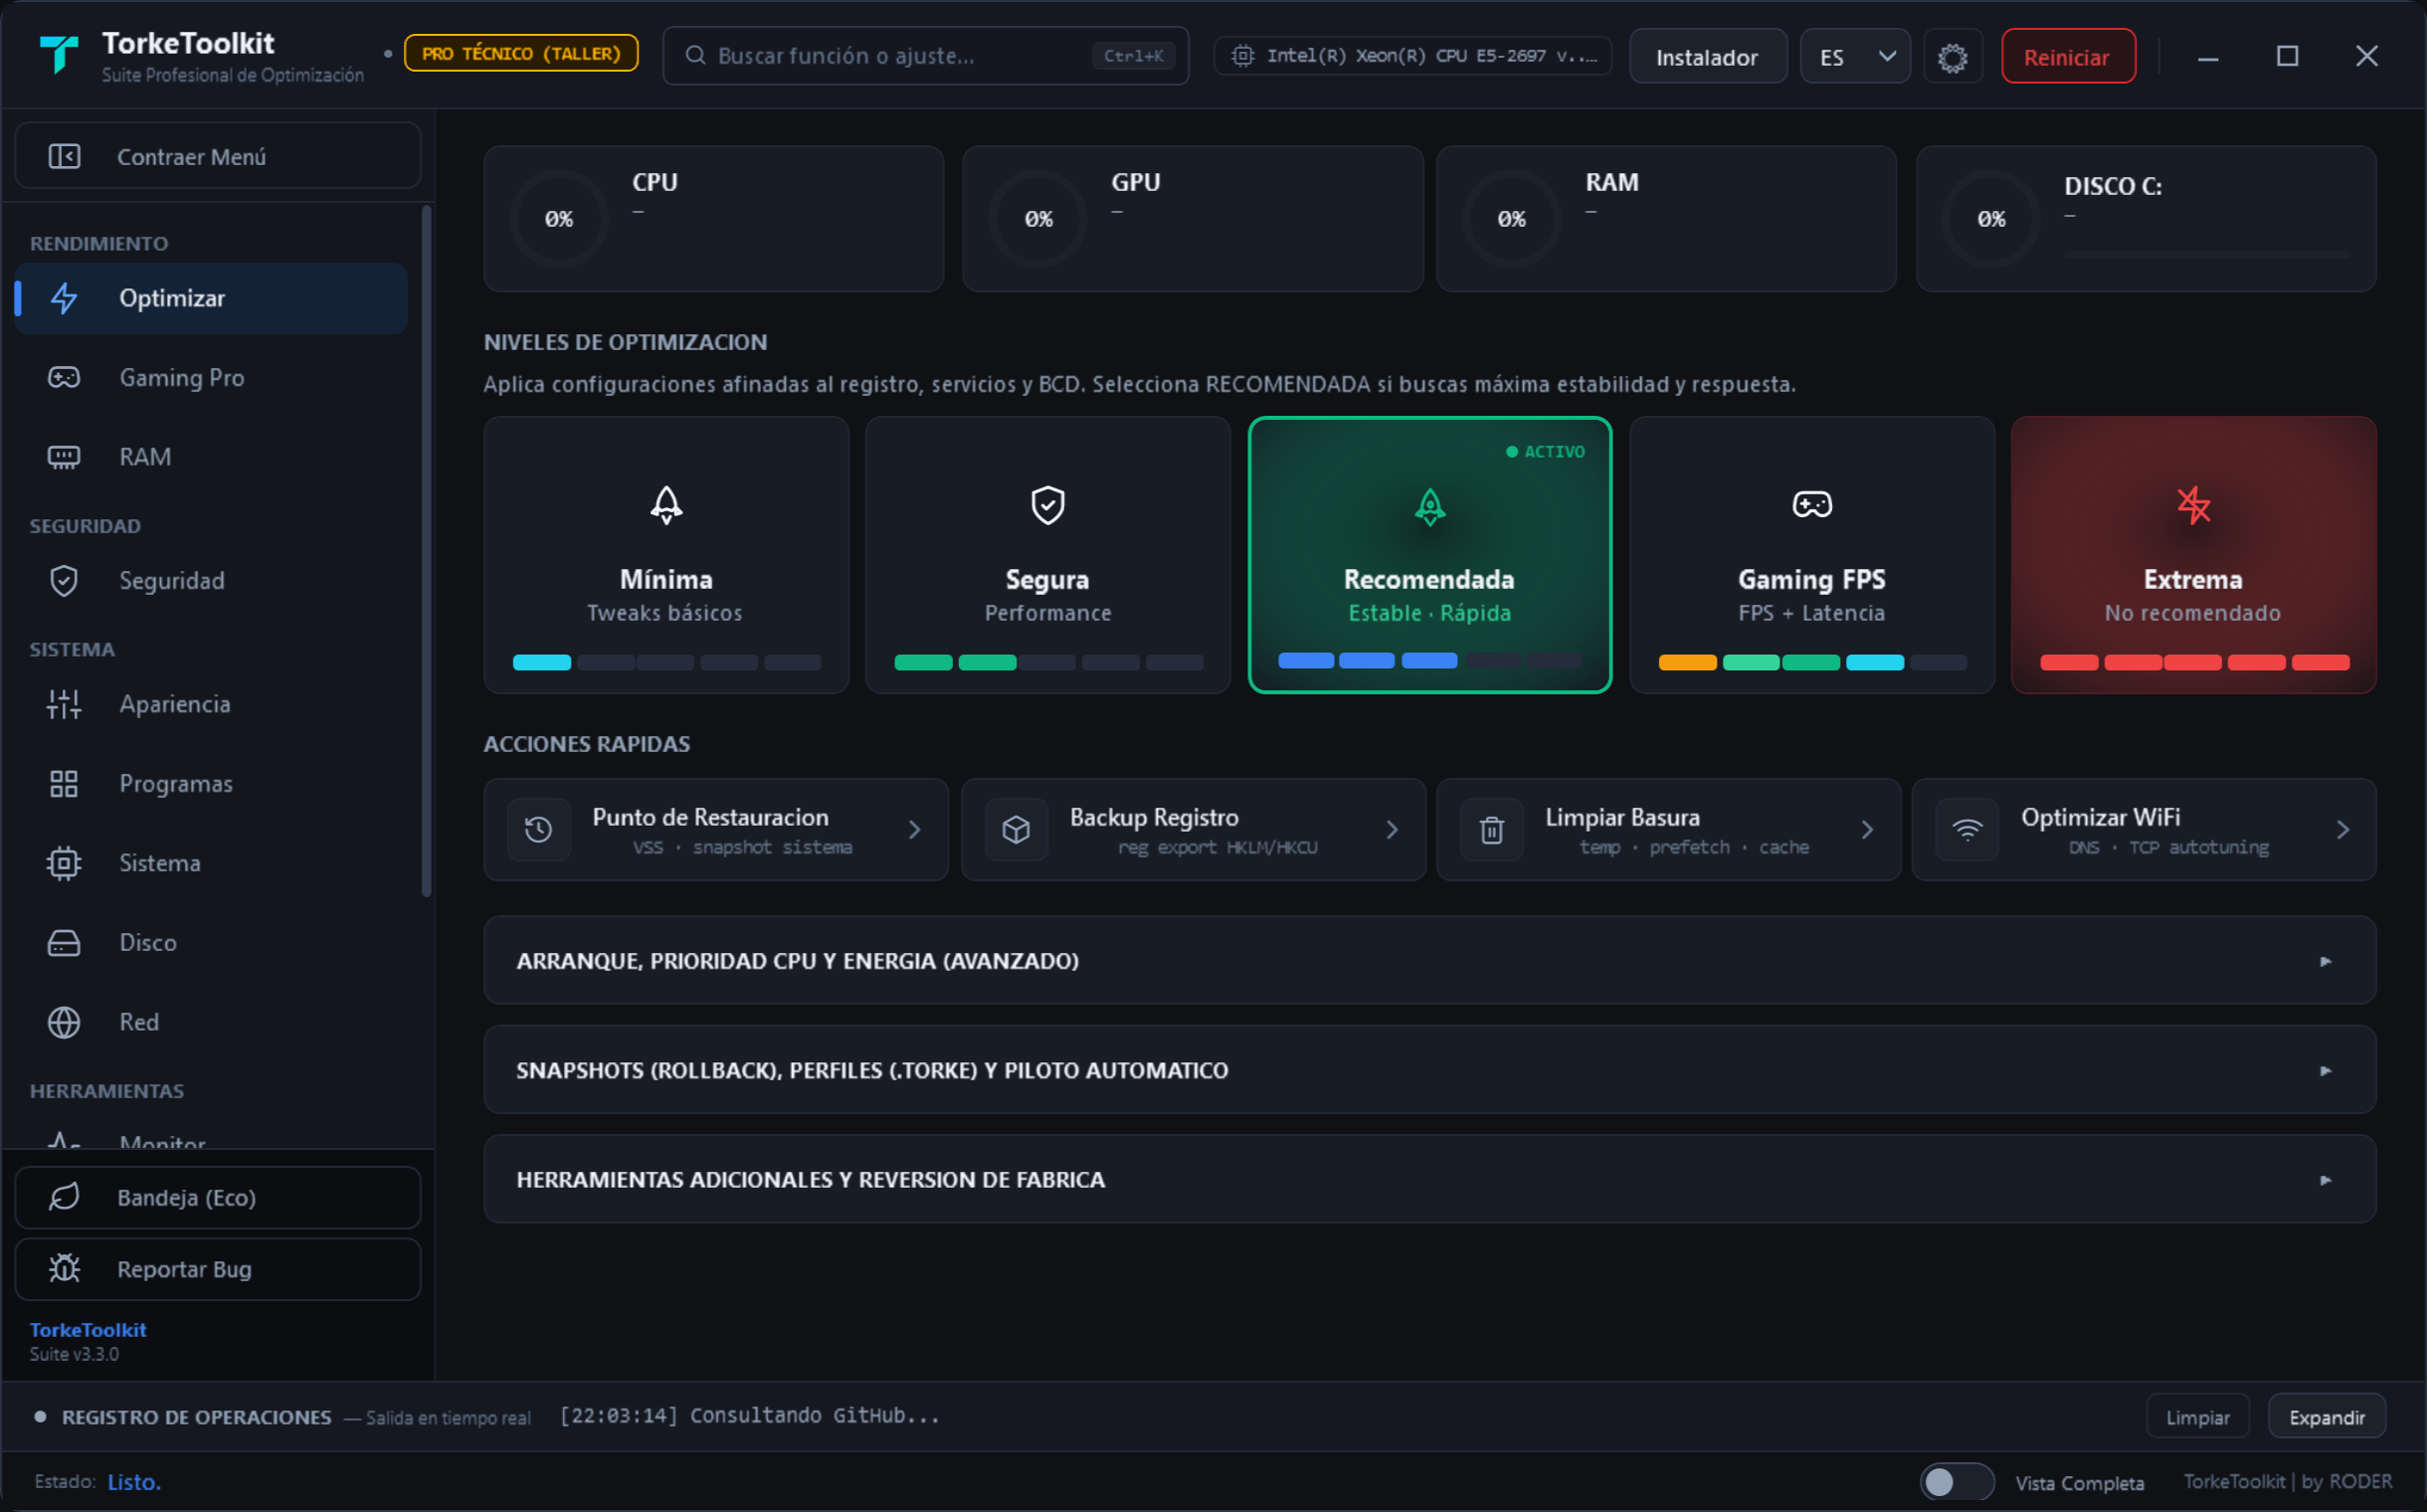 TorkeToolkit
Suite Profesional de Optimización
PRO TÉCNICO (TALLER)
Buscar función o ajuste...
Ctrl+K
Intel(R) Xeon(R) CPU E5-2697 v....
Instalador
ES
Reiniciar
Contraer Menú
RENDIMIENTO
Optimizar
Gaming Pro
RAM
SEGURIDAD
Seguridad
SISTEMA
Apariencia
Programas
Sistema
Disco
Red
HERRAMIENTAS
Monitor
Bandeja (Eco)
Reportar Bug
TorkeToolkit
Suite v3.3.0
0%
CPU
—
0%
GPU
—
0%
RAM
—
0%
DISCO C:
—
NIVELES DE OPTIMIZACION
Aplica configuraciones afinadas al registro, servicios y BCD. Selecciona RECOMENDADA si buscas máxima estabilidad y respuesta.
Mínima
Tweaks básicos
Segura
Performance
ACTIVO
Recomendada
Estable · Rápida
Gaming FPS
FPS + Latencia
Extrema
No recomendado
ACCIONES RAPIDAS
Punto de Restauracion
VSS · snapshot sistema
Backup Registro
reg export HKLM/HKCU
Limpiar Basura
temp · prefetch · cache
Optimizar WiFi
DNS · TCP autotuning
ARRANQUE, PRIORIDAD CPU Y ENERGIA (AVANZADO)
SNAPSHOTS (ROLLBACK), PERFILES (.TORKE) Y PILOTO AUTOMATICO
HERRAMIENTAS ADICIONALES Y REVERSION DE FABRICA
REGISTRO DE OPERACIONES — Salida en tiempo real [22:03:14] Consultando GitHub...
Limpiar
Expandir
Estado: Listo.
Vista Completa
TorkeToolkit | by RODER